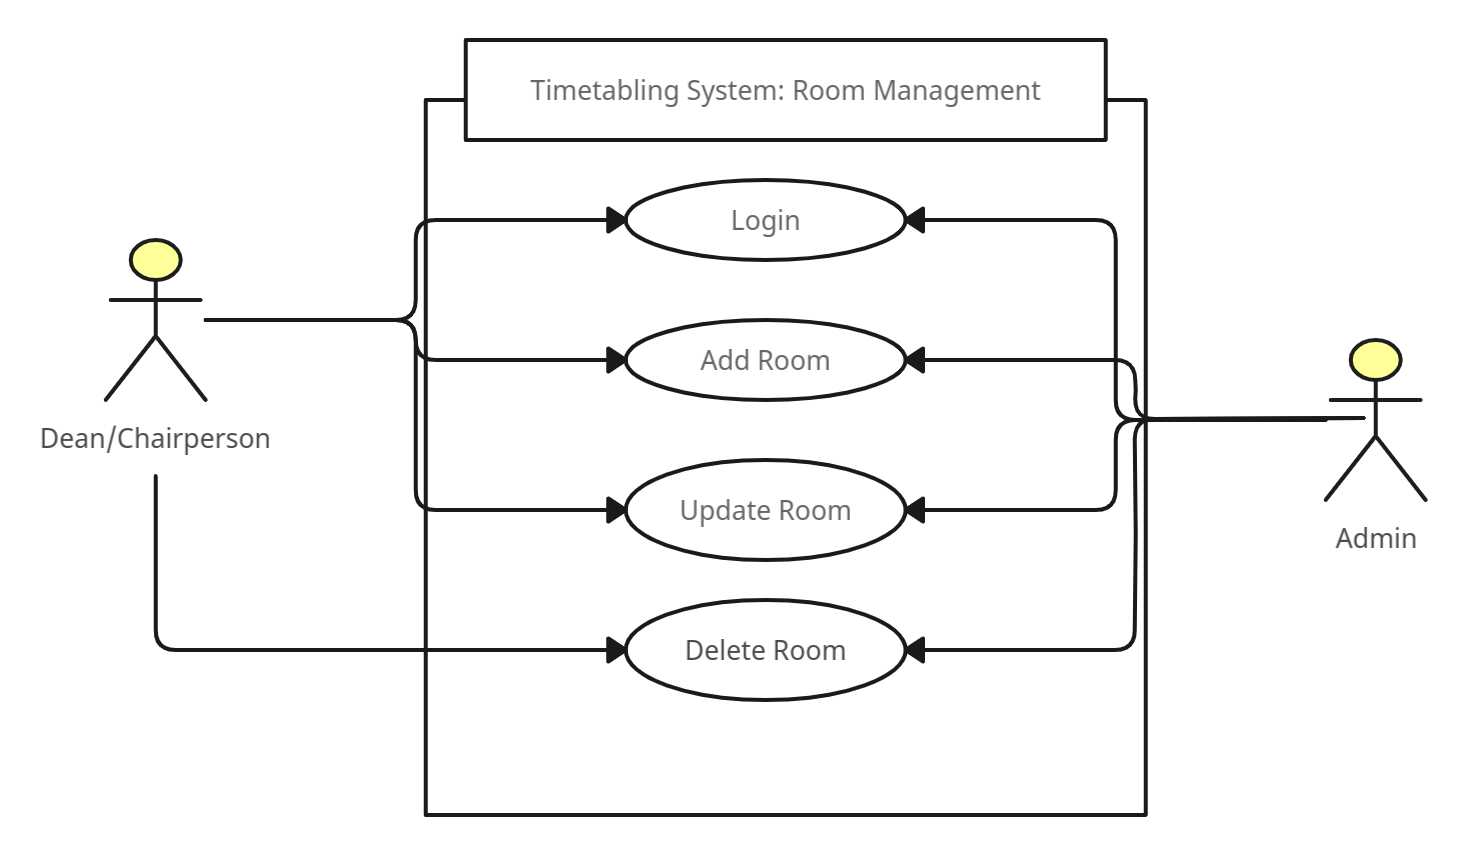 Timetabling System: Room Management
Login
Add Room
Dean/Chairperson
Update Room
Admin
Delete Room